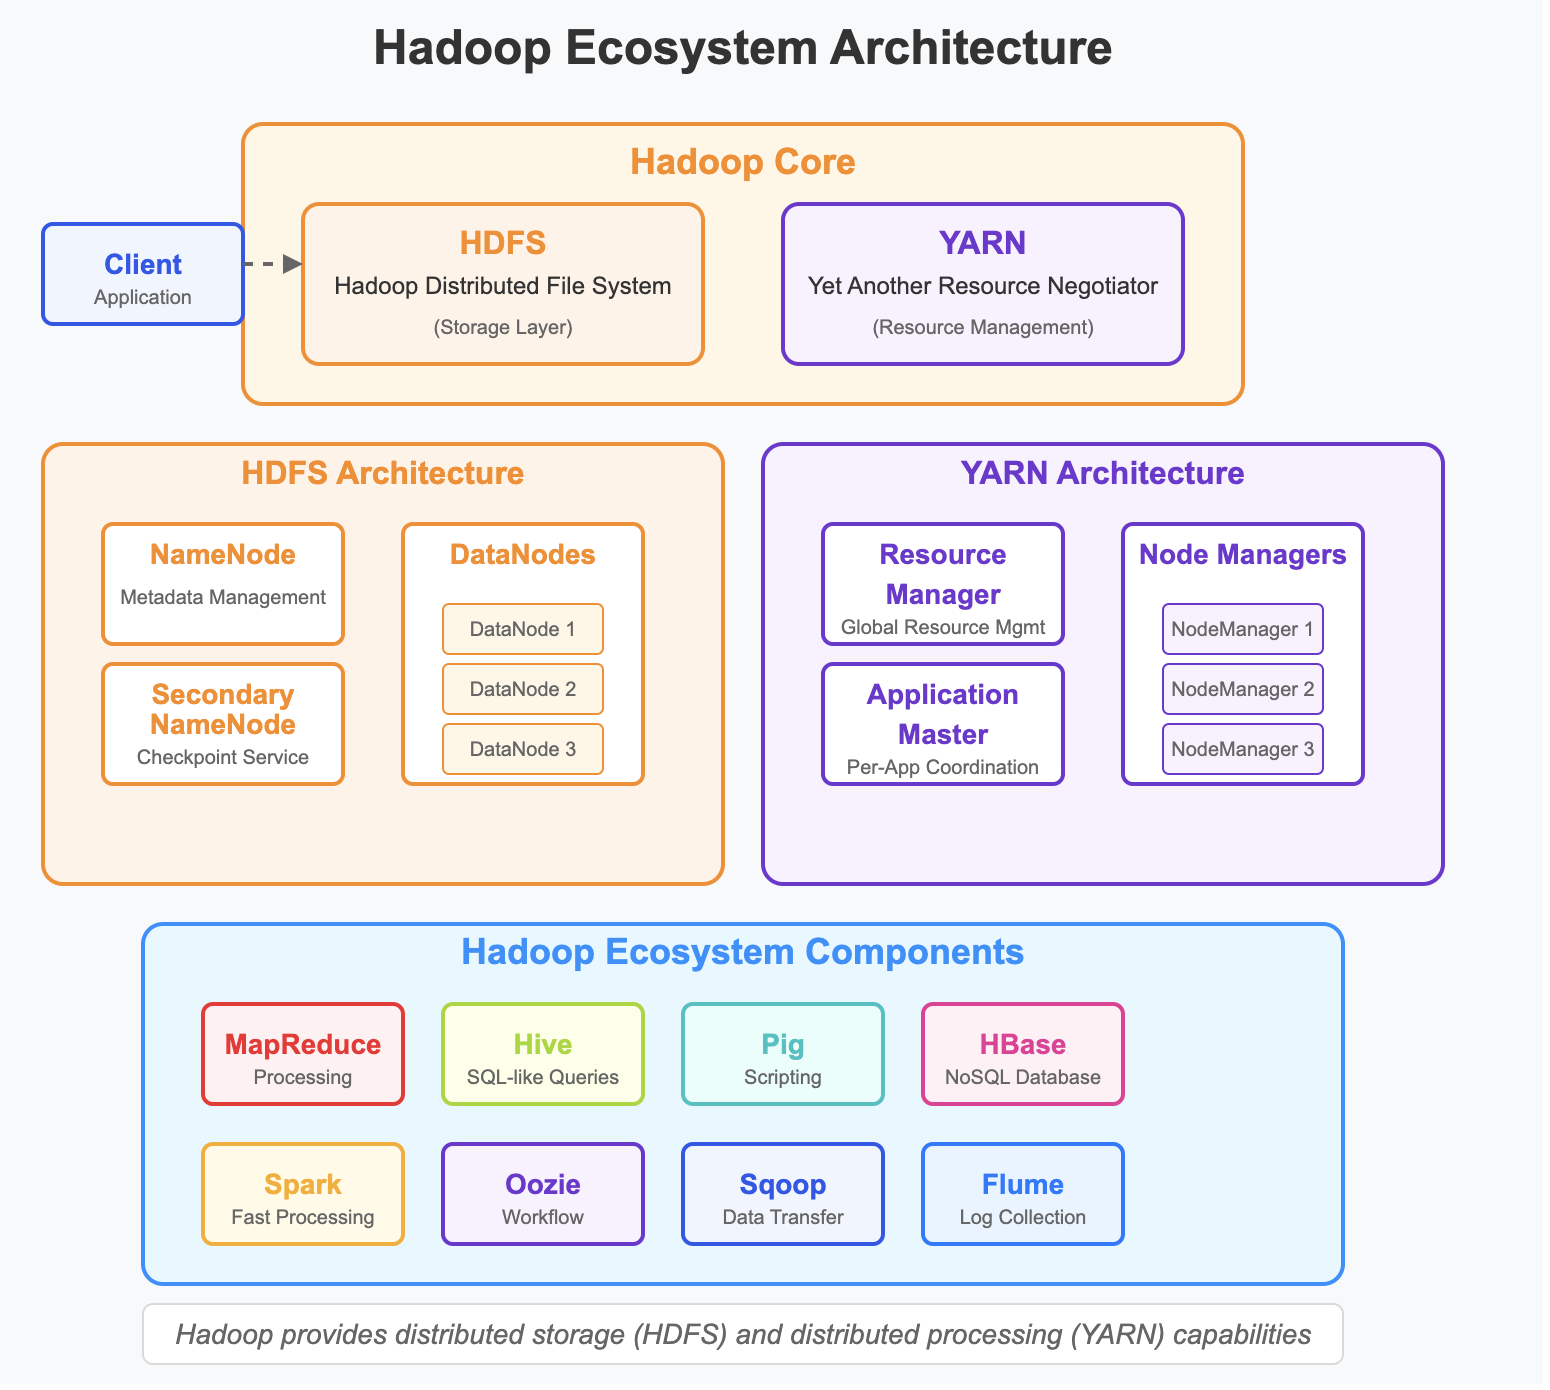 Hadoop Ecosystem Architecture
Hadoop Core
Client
Application
HDFS
Hadoop Distributed File System
(Storage Layer)
YARN
Yet Another Resource Negotiator
(Resource Management)
HDFS Architecture
NameNode
Metadata Management
Secondary
NameNode
Checkpoint Service
DataNodes
DataNode 1
DataNode 2
DataNode 3
YARN Architecture
Resource
Manager
Global Resource Mgmt
Application
Master
Per-App Coordination
Node Managers
NodeManager 1
NodeManager 2
NodeManager 3
Hadoop Ecosystem Components
MapReduce
Processing
Hive
SQL-like Queries
Pig
Scripting
HBase
NoSQL Database
Spark
Fast Processing
Oozie
Workflow
Sqoop
Data Transfer
Flume
Log Collection
Hadoop provides distributed storage (HDFS) and distributed processing (YARN) capabilities